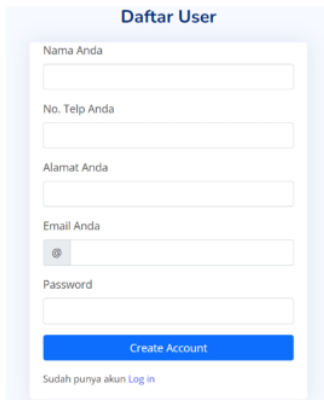 Daftar User
Nama Anda
No. Telp Anda
Alamat Anda
Email Anda
@
Password
Create Account
Sudah punya akun Log in